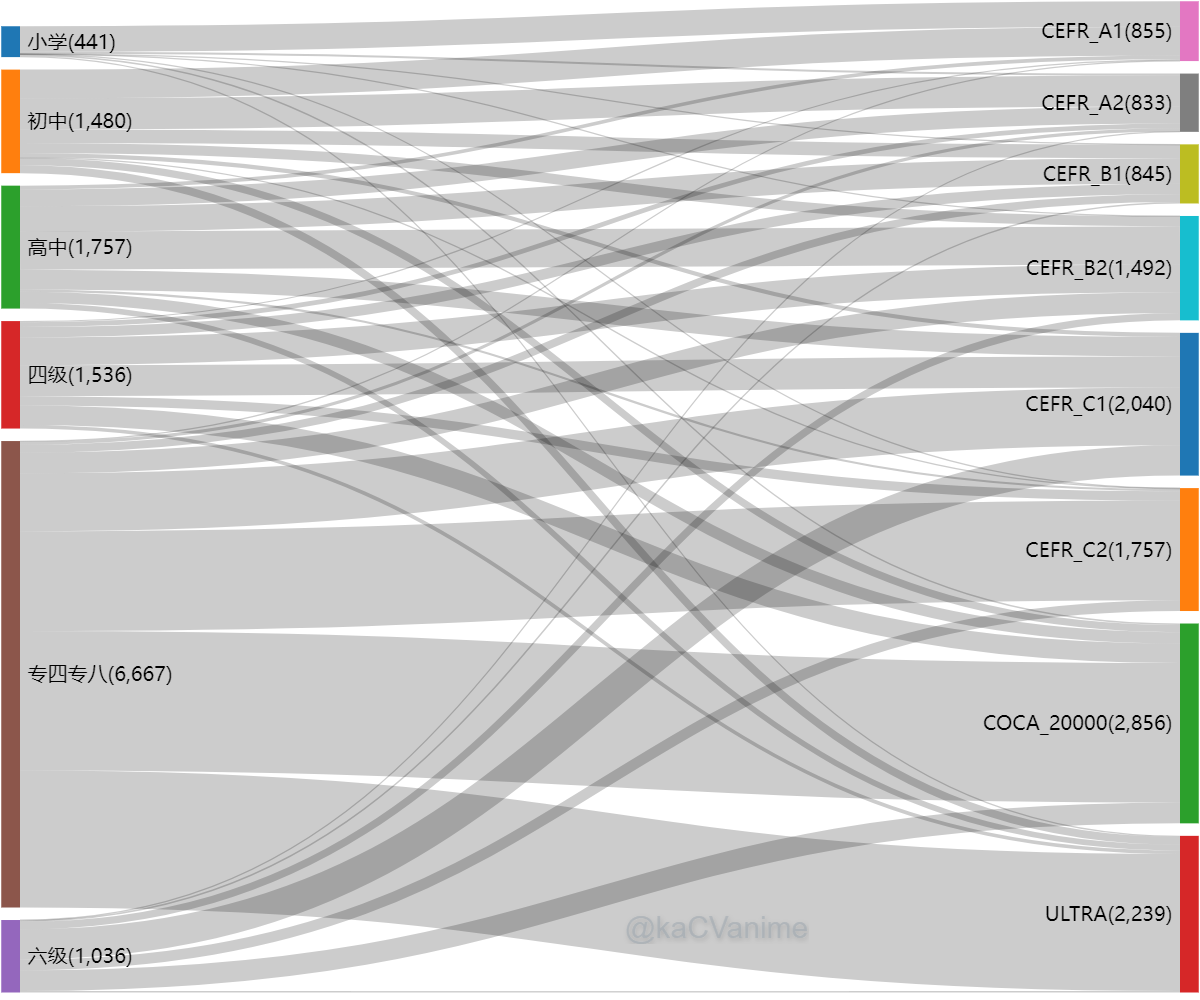 小学(441)
初中(1,480)
高中(1,757)
四级(1,536)
专四专八(6,667)
六级(1,036)
CEFR_A1(855)
CEFR_A2(833)
CEFR_B1(845)
CEFR_B2(1,492)
CEFR_C1(2,040)
CEFR_C2(1,757)
COCA_20000(2,856)
ULTRA(2,239)
@kaCVanime